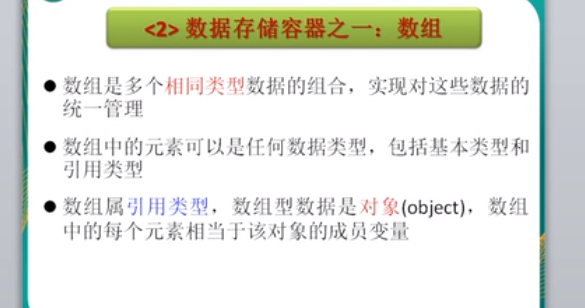 <2> 数据存储容器之一：数组
● 数组是多个相同类型数据的组合，实现对这些数据的
统一管理
● 数组中的元素可以是任何数据类型，包括基本类型和
引用类型
● 数组属引用类型，数组型数据是对象(object)，数组
中的每个元素相当于该对象的成员变量